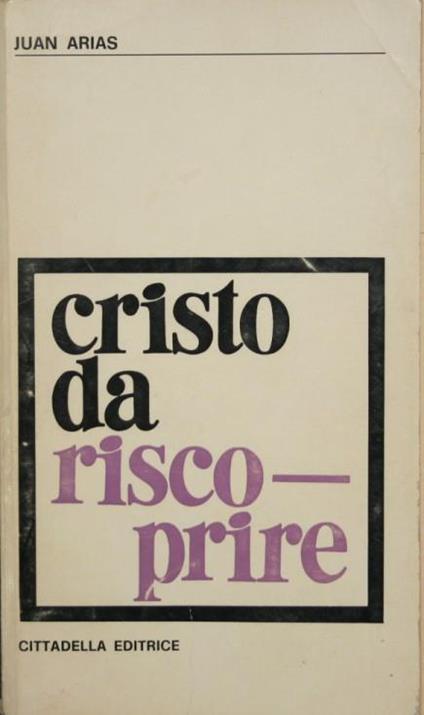 JUAN ARIAS
cristo
da
risco—
prire
CITTADELLA EDITRICE